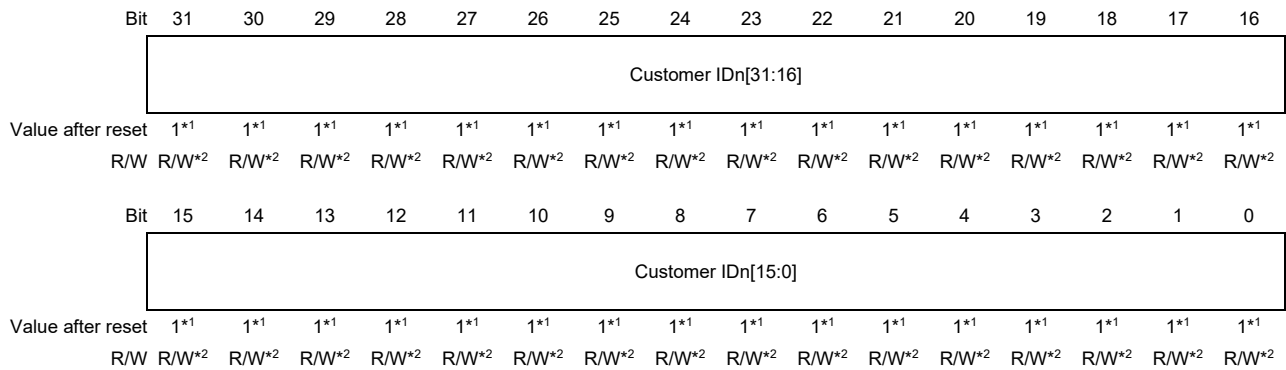 Bit 31 30 29 28 27 26 25 24 23 22 21 20 19 18 17 16
Customer IDn[31:16]
Value after reset 1*1 1*1 1*1 1*1 1*1 1*1 1*1 1*1 1*1 1*1 1*1 1*1 1*1 1*1 1*1 1*1
R/W R/W*2 R/W*2 R/W*2 R/W*2 R/W*2 R/W*2 R/W*2 R/W*2 R/W*2 R/W*2 R/W*2 R/W*2 R/W*2 R/W*2 R/W*2 R/W*2
Bit 15 14 13 12 11 10 9 8 7 6 5 4 3 2 1 0
Customer IDn[15:0]
Value after reset 1*1 1*1 1*1 1*1 1*1 1*1 1*1 1*1 1*1 1*1 1*1 1*1 1*1 1*1 1*1 1*1
R/W R/W*2 R/W*2 R/W*2 R/W*2 R/W*2 R/W*2 R/W*2 R/W*2 R/W*2 R/W*2 R/W*2 R/W*2 R/W*2 R/W*2 R/W*2 R/W*2